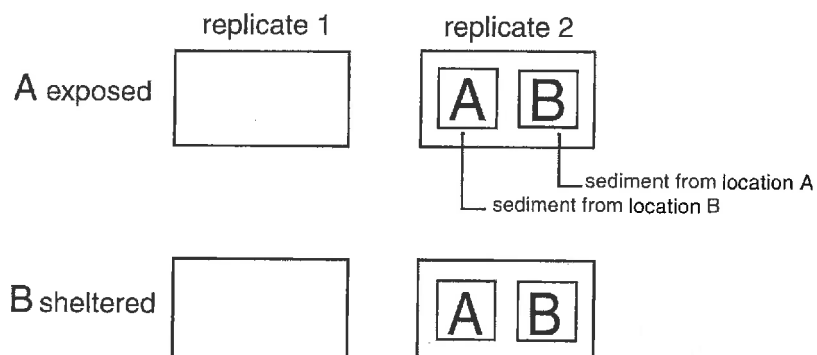 replicate 1 replicate 2
A exposed
A B
sediment from location A
sediment from location B
B sheltered
A B